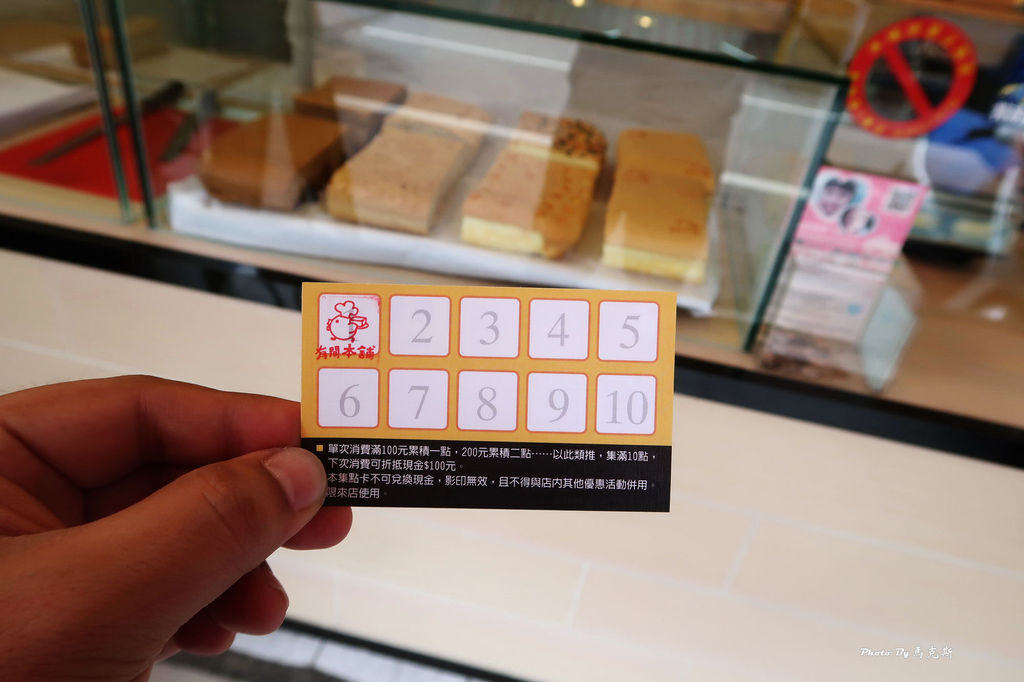 有間本舖
2 3 4 5
6 7 8 9 10
單次消費滿100元累積一點，200元累積二點⋯⋯以此類推，集滿10點，
下次消費可折抵現金$100元。
本集點卡不可兌換現金，影印無效，且不得與店內其他優惠活動併用。
限來店使用。
Photo By 馬克斯